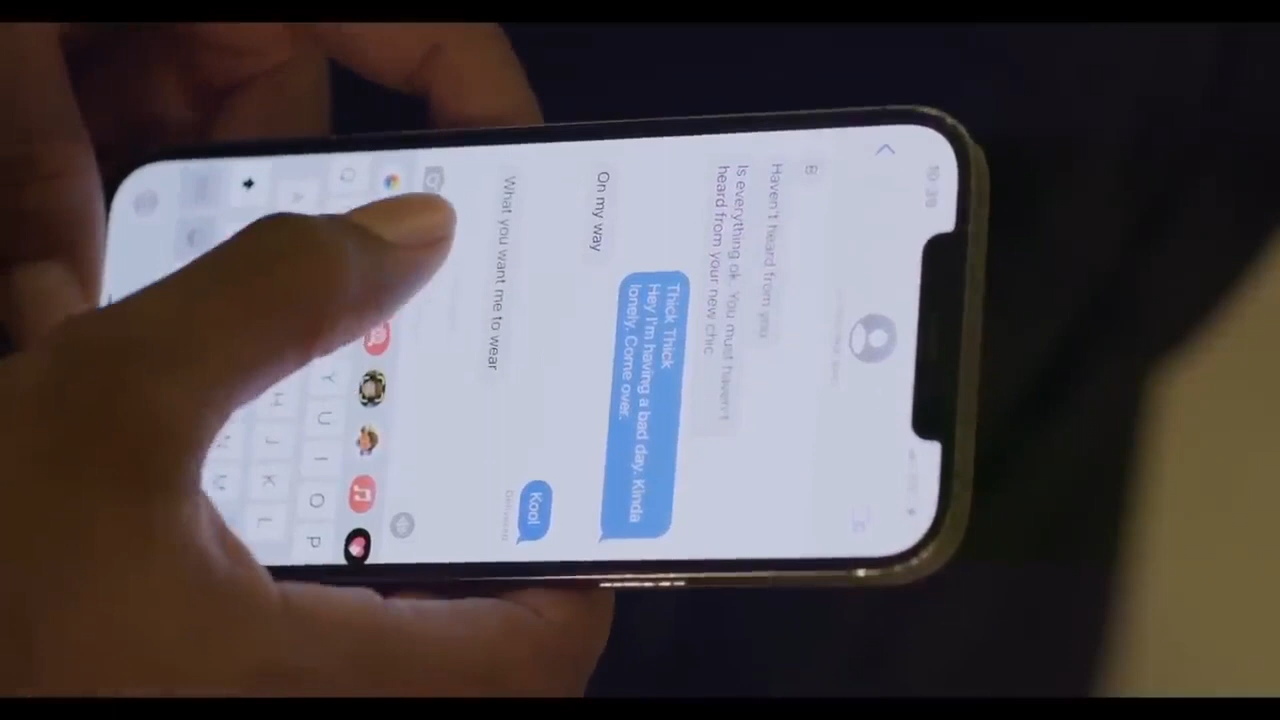 Haven't heard from you
Is everything ok. You must haven't
heard from your new chic
Thick Thick
Hey I'm having a bad day. Kinda
lonely. Come over.
On my way
Kool
Delivered
What you want me to wear
Q
Y U I O P
H J K L
M